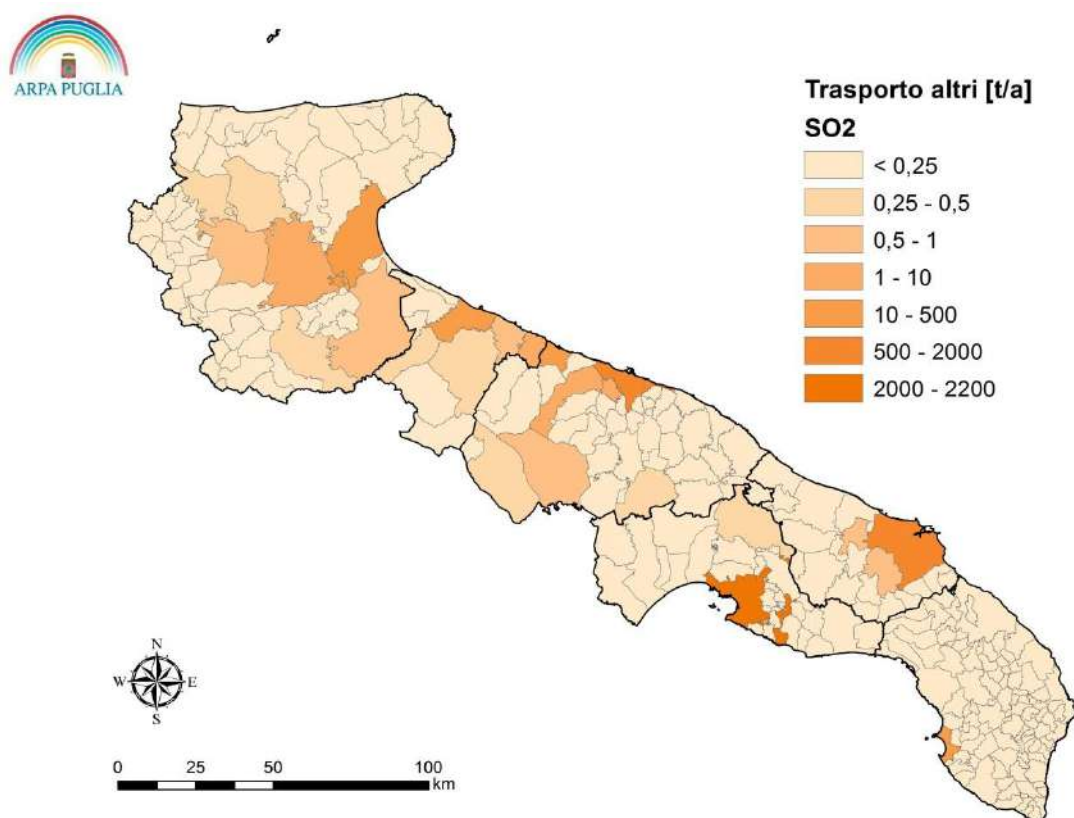 ARPA PUGLIA
Trasporto altri [t/a]
SO2
< 0,25
0,25 - 0,5
0,5 - 1
1 - 10
10 - 500
500 - 2000
2000 - 2200
N
W E
S
0 25 50 100
km